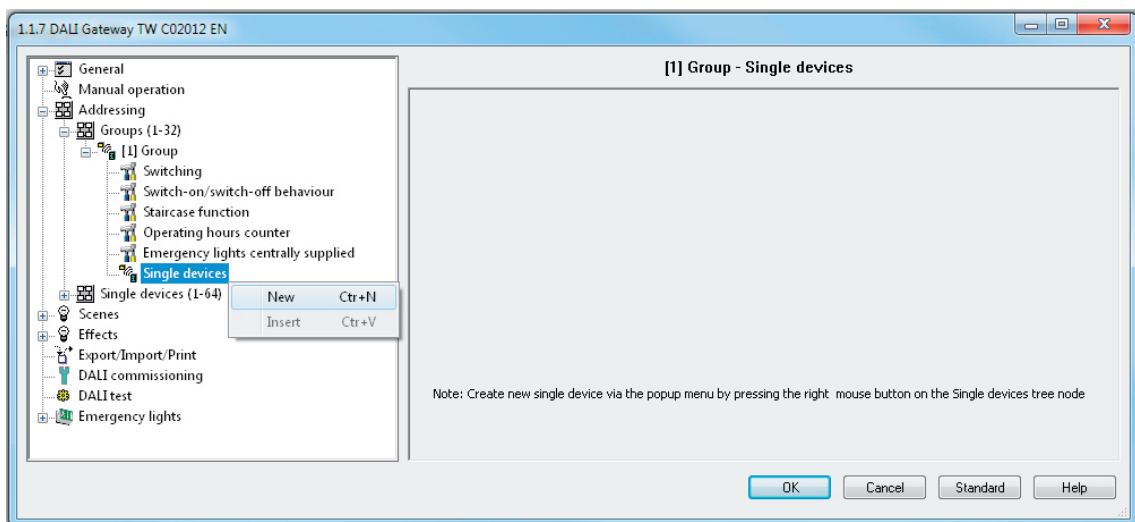 1.1.7 DALI Gateway TW C02012 EN
General
Manual operation
Addressing
Groups (1-32)
[1] Group
Switching
Switch-on/switch-off behaviour
Staircase function
Operating hours counter
Emergency lights centrally supplied
Single devices
Single devices (1-64)
New Ctr+N
Insert Ctr+V
Scenes
Effects
Export/Import/Print
DALI commissioning
DALI test
Emergency lights
[1] Group - Single devices
Note: Create new single device via the popup menu by pressing the right mouse button on the Single devices tree node
OK Cancel Standard Help